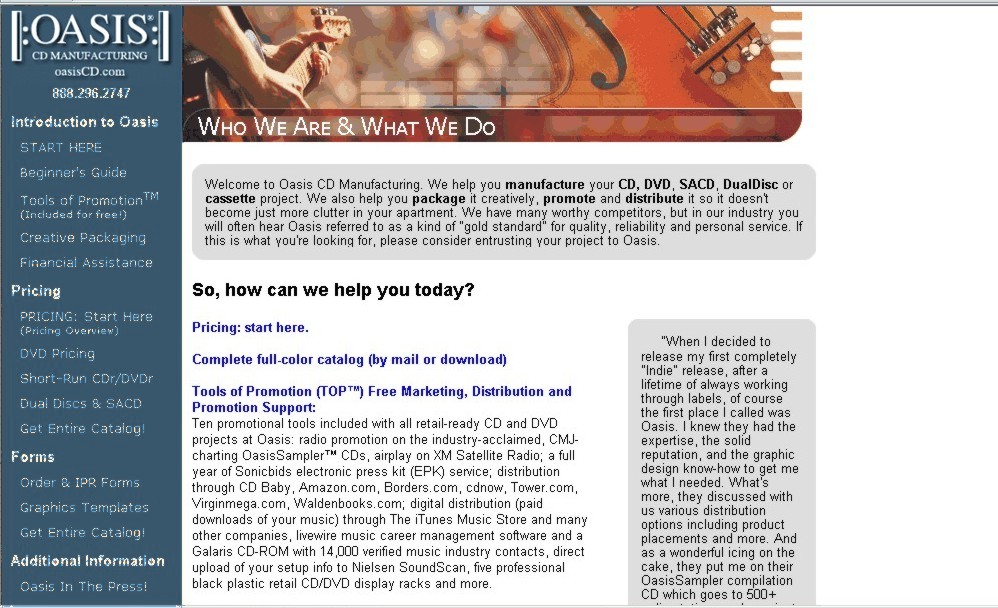 |:OASIS®:|
CD MANUFACTURING
oasisCD.com
888.296.2747
Introduction to Oasis
START HERE
Beginner's Guide
Tools of Promotion™
(Included for free!)
Creative Packaging
Financial Assistance
Pricing
PRICING: Start Here
(Pricing Overview)
DVD Pricing
Short-Run CDr/DVDr
Dual Discs & SACD
Get Entire Catalog!
Forms
Order & IPR Forms
Graphics Templates
Get Entire Catalog!
Additional Information
Oasis In The Press!
WHO WE ARE & WHAT WE DO
Welcome to Oasis CD Manufacturing. We help you manufacture your CD, DVD, SACD, DualDisc or
cassette project. We also help you package it creatively, promote and distribute it so it doesn't
become just more clutter in your apartment. We have many worthy competitors, but in our industry you
will often hear Oasis referred to as a kind of "gold standard" for quality, reliability and personal service. If
this is what you're looking for, please consider entrusting your project to Oasis.
So, how can we help you today?
Pricing: start here.
Complete full-color catalog (by mail or download)
Tools of Promotion (TOP™) Free Marketing, Distribution and
Promotion Support:
Ten promotional tools included with all retail-ready CD and DVD
projects at Oasis: radio promotion on the industry-acclaimed, CMJ-
charting OasisSampler™ CDs, airplay on XM Satellite Radio; a full
year of Sonicbids electronic press kit (EPK) service; distribution
through CD Baby, Amazon.com, Borders.com, cdnow, Tower.com,
Virginmega.com, Waldenbooks.com; digital distribution (paid
downloads of your music) through The iTunes Music Store and many
other companies, livewire music career management software and a
Galaris CD-ROM with 14,000 verified music industry contacts, direct
upload of your setup info to Nielsen SoundScan, five professional
black plastic retail CD/DVD display racks and more.
"When I decided to
release my first completely
"Indie" release, after a
lifetime of always working
through labels, of course
the first place I called was
Oasis. I knew they had the
expertise, the solid
reputation, and the graphic
design know-how to get me
what I needed. What's
more, they discussed with
us various distribution
options including product
placements and more. And
as a wonderful icing on the
cake, they put me on their
OasisSampler compilation
CD which goes to 500+